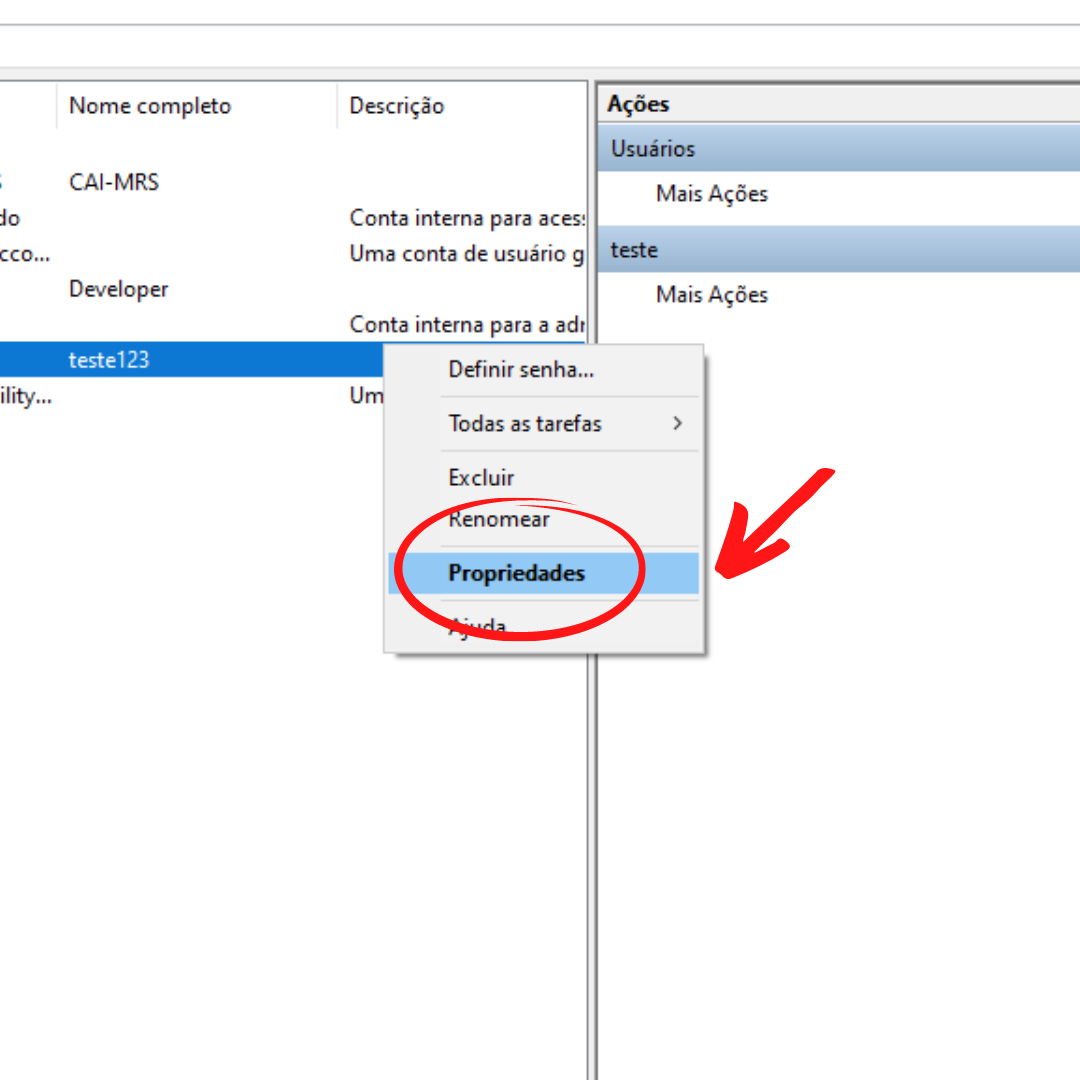 Nome completo Descrição
CAI-MRS
do Conta interna para aces
cco... Uma conta de usuário g
Developer
Conta interna para a adr
teste123
ility... Um
Definir senha...
Todas as tarefas
Excluir
Renomear
Propriedades
Ajuda
Ações
Usuários
Mais Ações
teste
Mais Ações